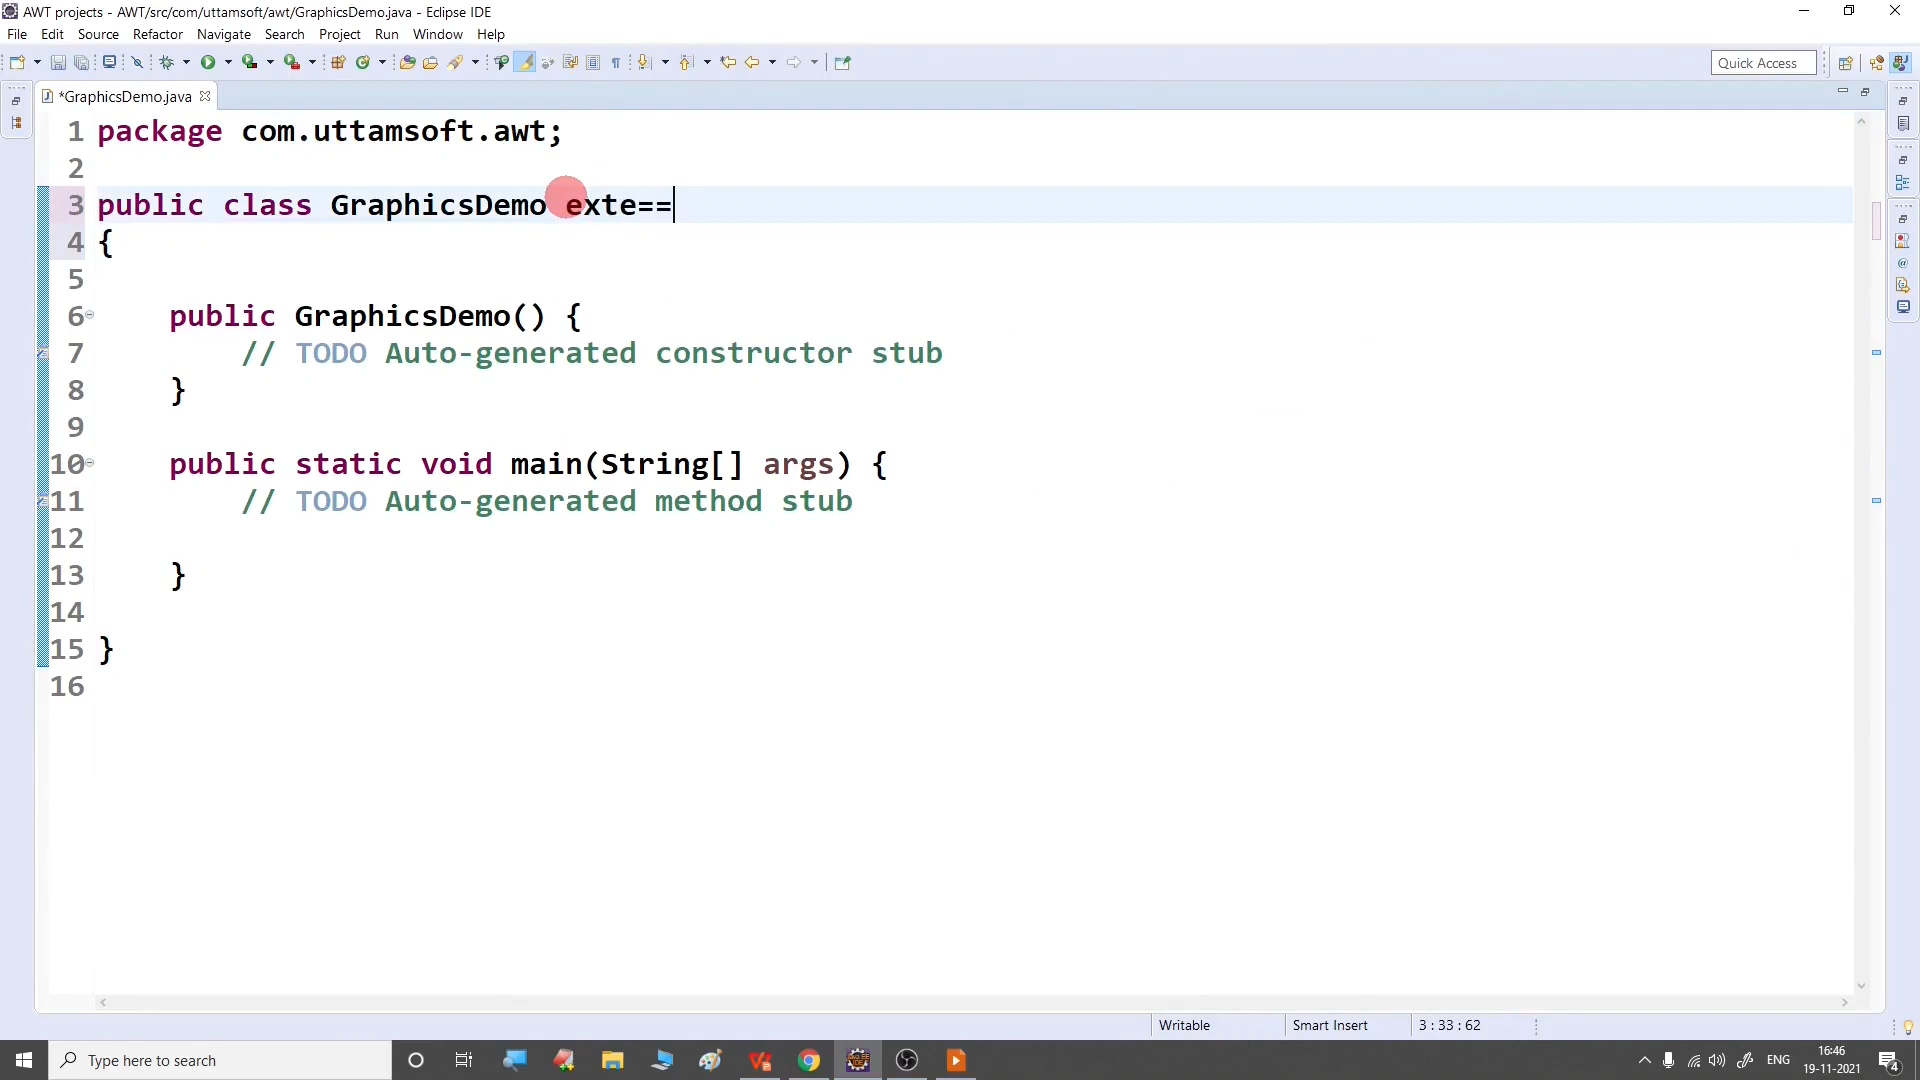 AWT projects - AWT/src/com/uttamsoft/awt/GraphicsDemo.java - Eclipse IDE
File Edit Source Refactor Navigate Search Project Run Window Help
Quick Access
*GraphicsDemo.java
1 package com.uttamsoft.awt;
2
3 public class GraphicsDemo exte==
4 {
5
6 public GraphicsDemo() {
7 // TODO Auto-generated constructor stub
8 }
9
10 public static void main(String[] args) {
11 // TODO Auto-generated method stub
12
13 }
14
15 }
16
Writable Smart Insert 3 : 33 : 62
Type here to search
ENG
16:46
19-11-2021
4